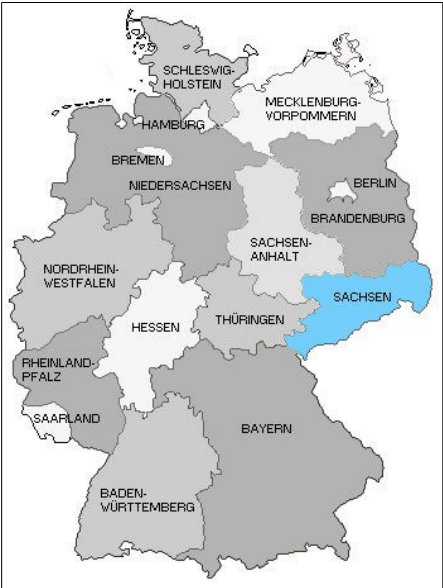 SCHLESWIG-
HOLSTEIN
MECKLENBURG-
VORPOMMERN
HAMBURG
BREMEN
NIEDERSACHSEN
BERLIN
BRANDENBURG
SACHSEN-
ANHALT
NORDRHEIN-
WESTFALEN
SACHSEN
HESSEN
THÜRINGEN
RHEINLAND-
PFALZ
SAARLAND
BAYERN
BADEN-
WÜRTTEMBERG